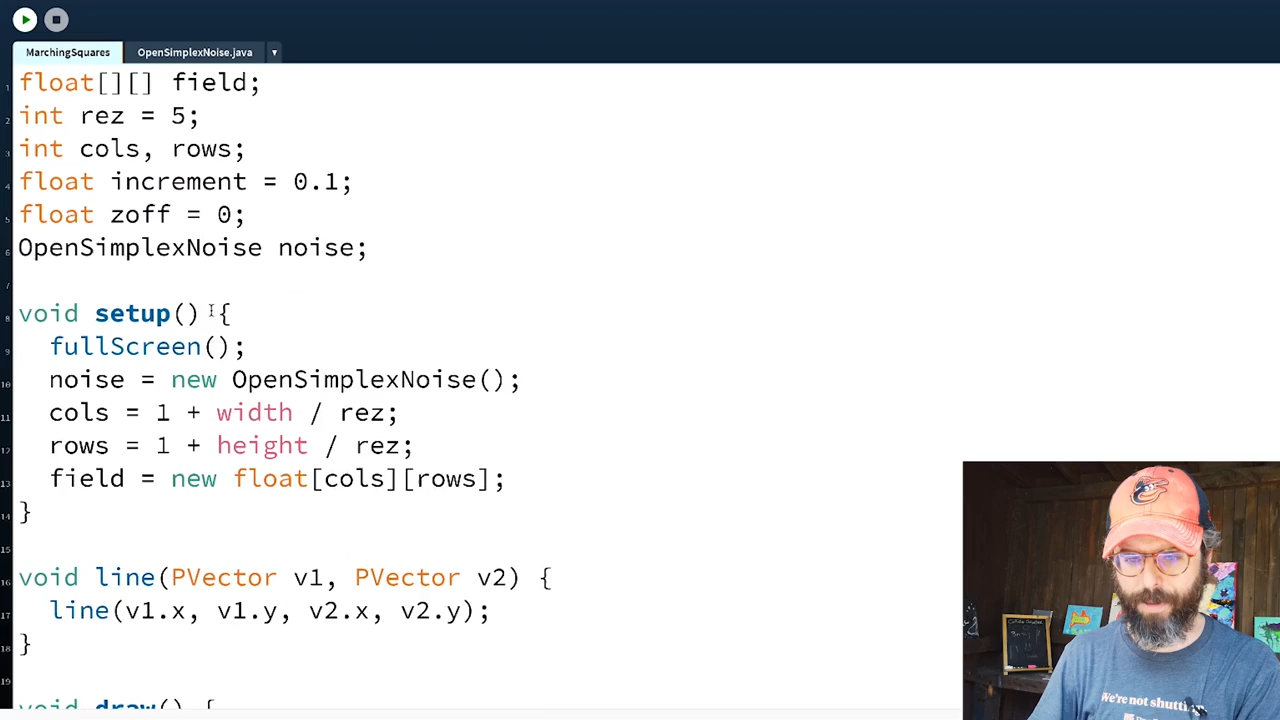 MarchingSquares OpenSimplexNoise.java
1 float[][] field;
2 int rez = 5;
3 int cols, rows;
4 float increment = 0.1;
5 float zoff = 0;
6 OpenSimplexNoise noise;
7
8 void setup() {
9 fullScreen();
10 noise = new OpenSimplexNoise();
11 cols = 1 + width / rez;
12 rows = 1 + height / rez;
13 field = new float[cols][rows];
14 }
15
16 void line(PVector v1, PVector v2) {
17 line(v1.x, v1.y, v2.x, v2.y);
18 }
19
void draw() {
We're not